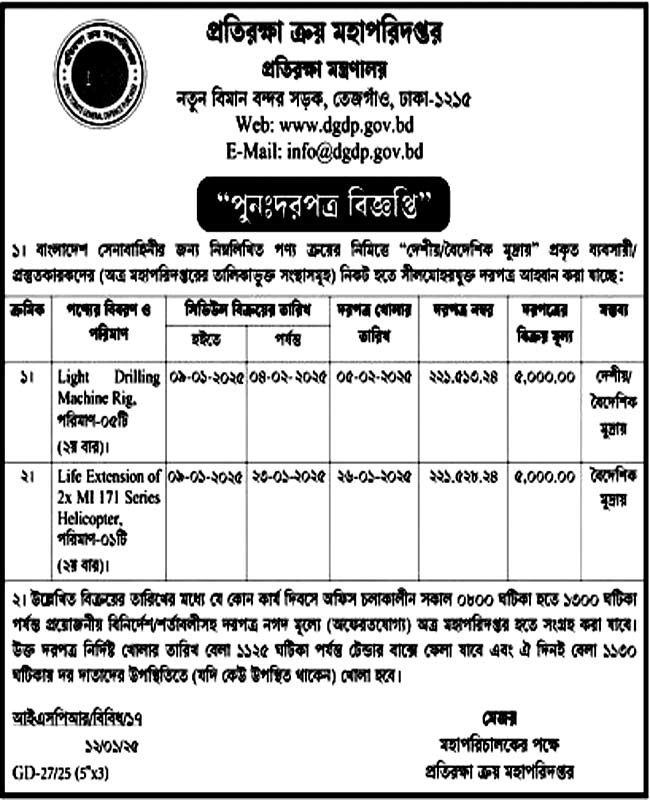 প্রতিরক্ষা ক্রয় মহাপরিদপ্তর
প্রতিরক্ষা মন্ত্রণালয়
নতুন বিমান বন্দর সড়ক, তেজগাঁও, ঢাকা-১২১৫
Web: www.dgdp.gov.bd
E-Mail: info@dgdp.gov.bd
“পুনঃদরপত্র বিজ্ঞপ্তি”
১। বাংলাদেশ সেনাবাহিনীর জন্য নিম্নলিখিত পণ্য ক্রয়ের নিমিত্তে “দেশীয়/বৈদেশিক মুদ্রায়” প্রকৃত ব্যবসায়ী/
প্রস্তুতকারকদের (অত্র মহাপরিদপ্তরের তালিকাভুক্ত সংস্থাসমূহ) নিকট হতে সীলমোহরযুক্ত দরপত্র আহবান করা যাচ্ছে:
ক্রমিক পণ্যের বিবরণ ও পরিমাণ সিডিউল বিক্রয়ের তারিখ দরপত্র খোলার তারিখ দরপত্র নম্বর দরপত্রের বিক্রয় মূল্য মন্তব্য
হইতে পর্যন্ত
১। Light Drilling ০৯-০১-২০২৫ ০৪-০২-২০২৫ ০৫-০২-২০২৫ ২২১.৫১৩.২৪ ৫,০০০.০০ দেশীয়/
Machine Rig, বৈদেশিক
পরিমাণ-০৫টি মুদ্রায়
(২য় বার)।
২। Life Extension of ০৯-০১-২০২৫ ২৩-০১-২০২৫ ২৬-০১-২০২৫ ২২১.৫২৮.২৪ ৫,০০০.০০ বৈদেশিক
2x MI 171 Series মুদ্রায়
Helicopter,
পরিমাণ-০১টি
(২য় বার)।
২। উল্লেখিত বিক্রয়ের তারিখের মধ্যে যে কোন কার্য দিবসে অফিস চলাকালীন সকাল ০৮০০ ঘটিকা হতে ১৩০০ ঘটিকা
পর্যন্ত প্রয়োজনীয় বিনির্দেশ/শর্তাবলীসহ দরপত্র নগদ মূল্যে (অফেরতযোগ্য) অত্র মহাপরিদপ্তর হতে সংগ্রহ করা যাবে।
উক্ত দরপত্র নির্দিষ্ট খোলার তারিখ বেলা ১১২৫ ঘটিকা পর্যন্ত টেন্ডার বাক্সে ফেলা যাবে এবং ঐ দিনই বেলা ১১৩০
ঘটিকায় দর দাতাদের উপস্থিতিতে (যদি কেউ উপস্থিত থাকেন) খোলা হবে।
আইএসপিআর/বিবিধ/১৭
১২/০১/২৫
GD-27/25 (5"x3)
মেজর
মহাপরিচালকের পক্ষে
প্রতিরক্ষা ক্রয় মহাপরিদপ্তর